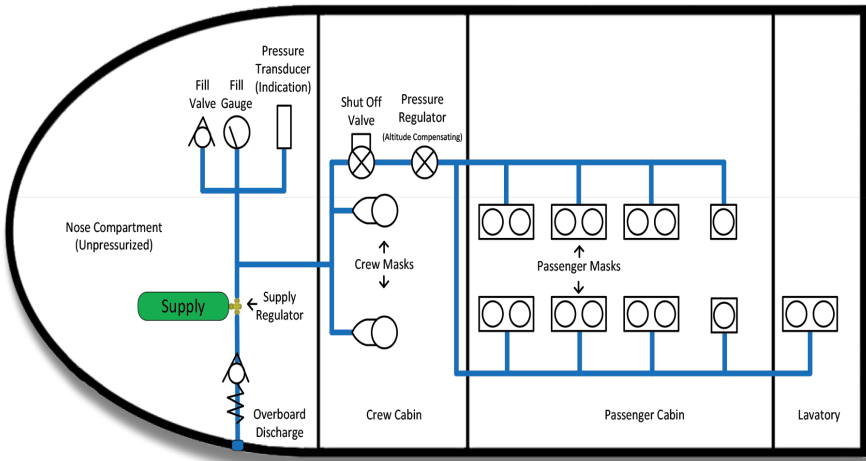 Pressure
Transducer
(Indication)
Fill
Valve
Fill
Gauge
Shut Off
Valve
Pressure
Regulator
(Altitude Compensating)
Nose Compartment
(Unpressurized)
Crew Masks
Passenger Masks
Supply
Supply
Regulator
Overboard
Discharge
Crew Cabin
Passenger Cabin
Lavatory